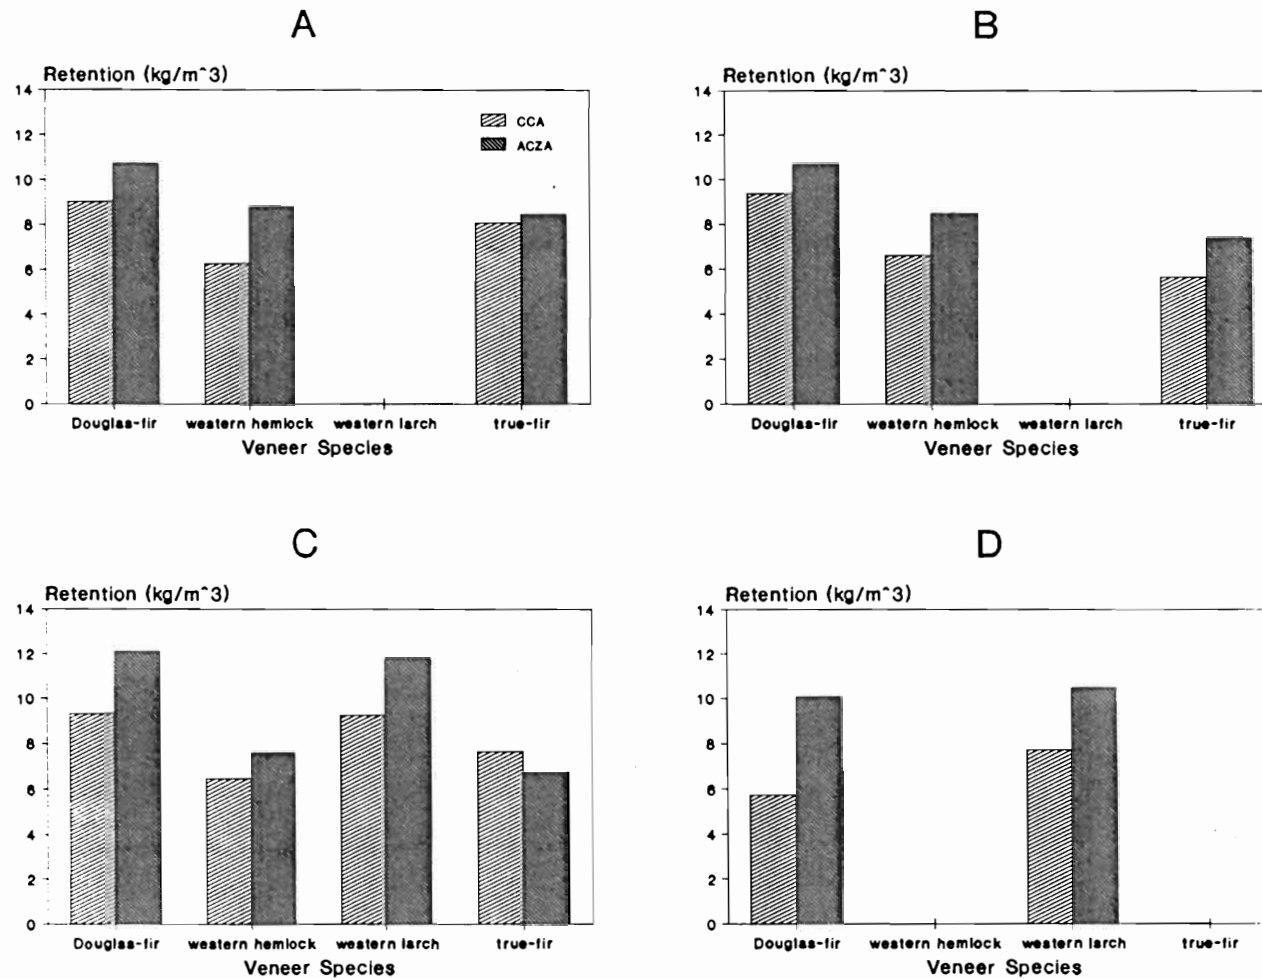 A
Retention (kg/m^3)
14
12
10
8
6
4
2
0
CCA
ACZA
Douglas-fir western hemlock western larch true-fir
Veneer Species
B
Retention (kg/m^3)
14
12
10
8
6
4
2
0
Douglas-fir western hemlock western larch true-fir
Veneer Species
C
Retention (kg/m^3)
14
12
10
8
6
4
2
0
Douglas-fir western hemlock western larch true-fir
Veneer Species
D
Retention (kg/m^3)
14
12
10
8
6
4
2
0
Douglas-fir western hemlock western larch true-fir
Veneer Species